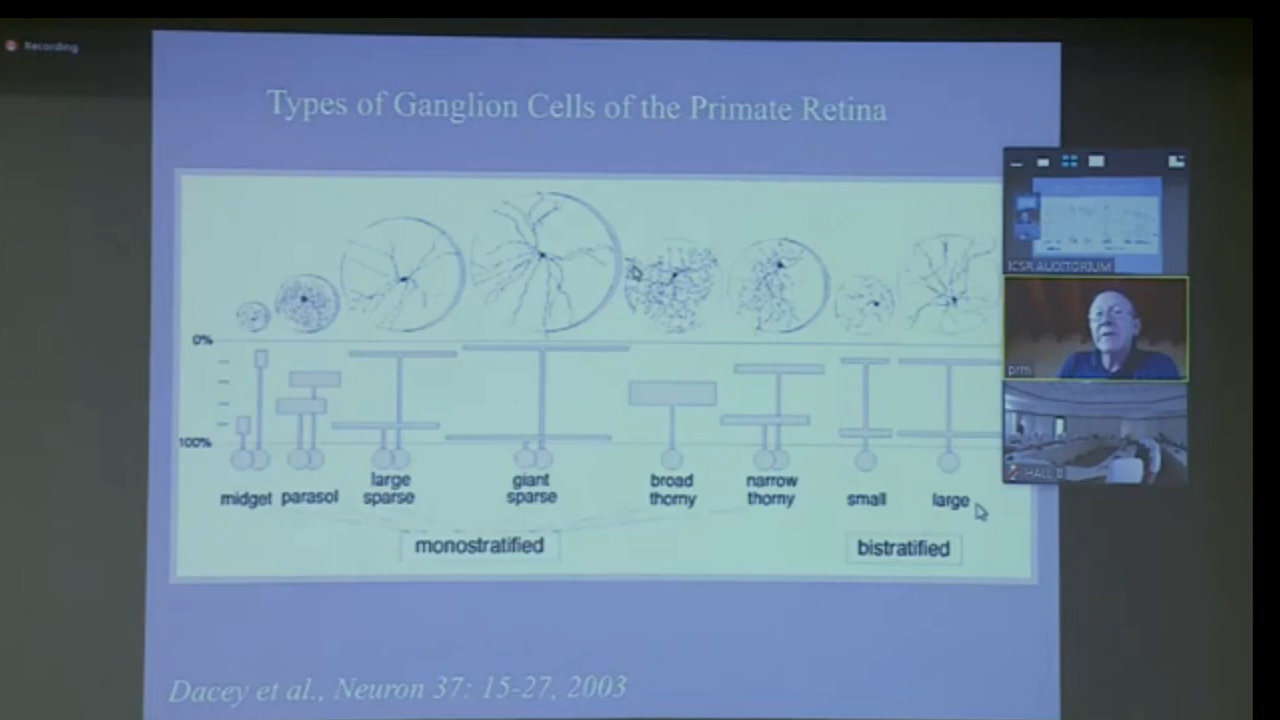 Recording
Types of Ganglion Cells of the Primate Retina
ICSR AUDITORIUM
prm
HALL
0%
100%
midget parasol large sparse giant sparse broad thorny narrow thorny small large
monostratified bistratified
Dacey et al., Neuron 37: 15-27, 2003